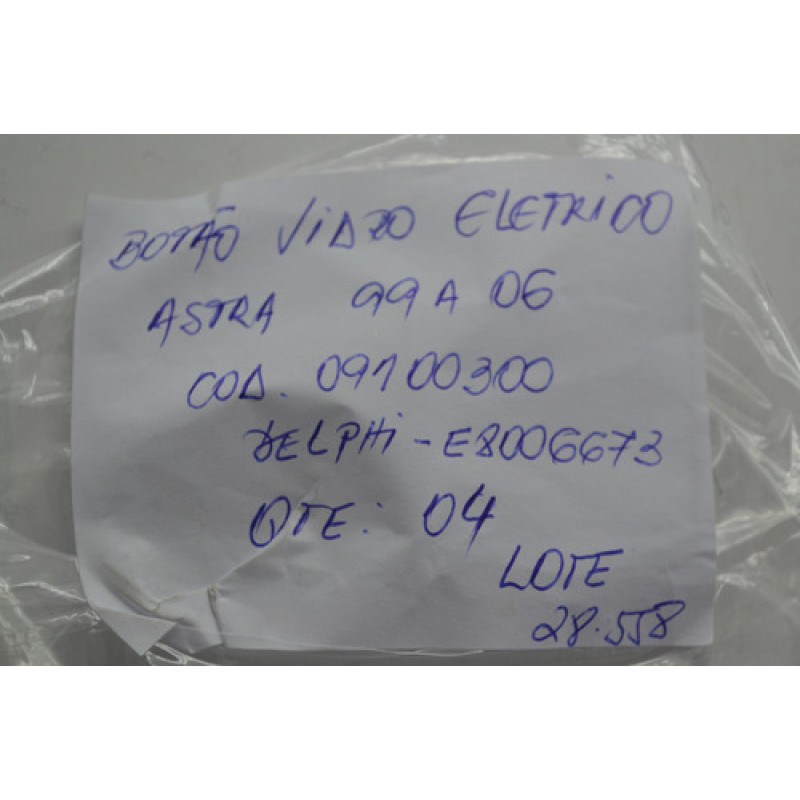 BOTÃO VIDRO ELETRICO
ASTRA 99 A 06
COD. 09100300
DELPHI - E8006673
QTE: 04
LOTE
28.558